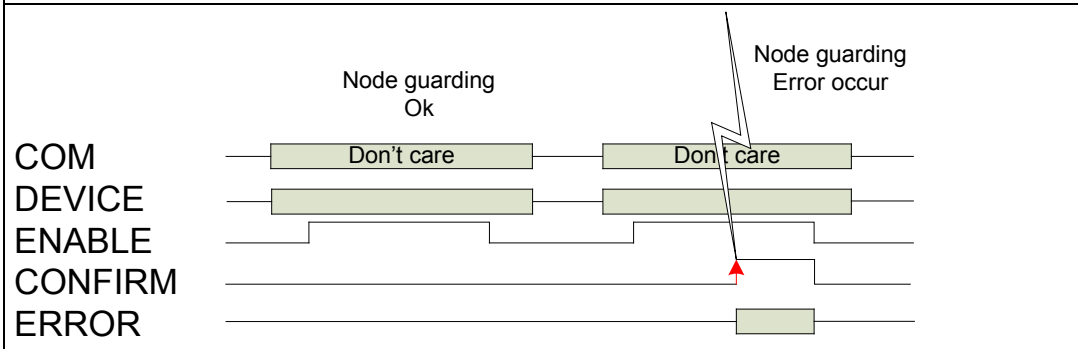 Node guarding
Ok
Node guarding
Error occur
COM
Don't care
Don't care
DEVICE
ENABLE
CONFIRM
ERROR